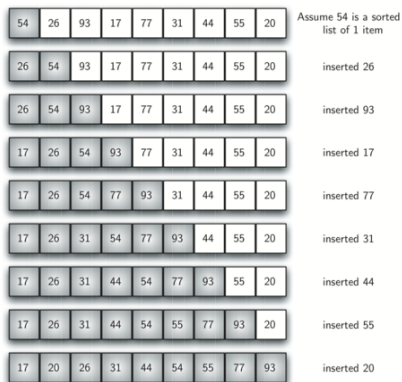 54 26 93 17 77 31 44 55 20 Assume 54 is a sorted
list of 1 item
26 54 93 17 77 31 44 55 20 inserted 26
26 54 93 17 77 31 44 55 20 inserted 93
17 26 54 93 77 31 44 55 20 inserted 17
17 26 54 77 93 31 44 55 20 inserted 77
17 26 31 54 77 93 44 55 20 inserted 31
17 26 31 44 54 77 93 55 20 inserted 44
17 26 31 44 54 55 77 93 20 inserted 55
17 20 26 31 44 54 55 77 93 inserted 20